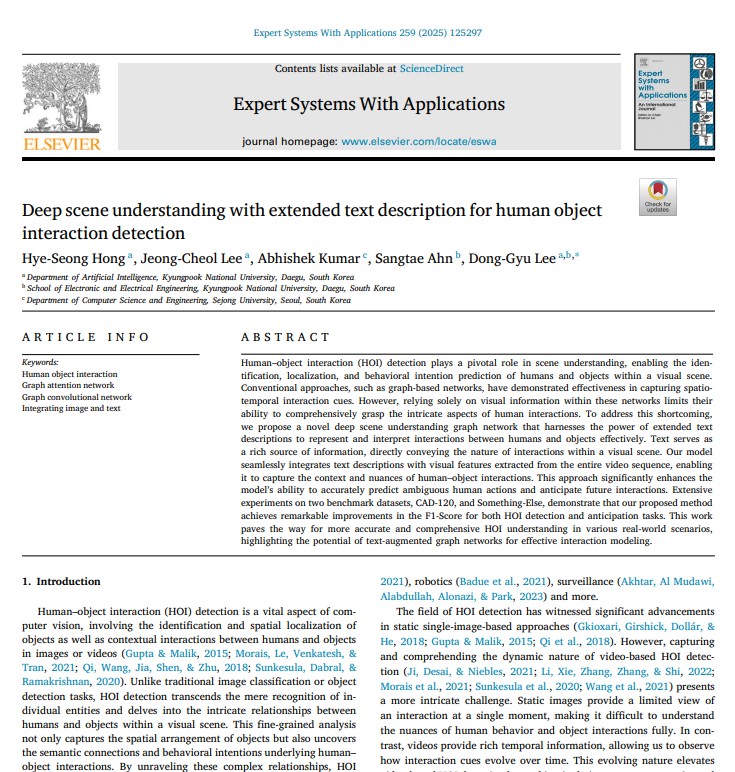 Expert Systems With Applications 259 (2025) 125297
Contents lists available at ScienceDirect
Expert Systems With Applications
journal homepage: www.elsevier.com/locate/eswa
ELSEVIER
Expert
Systems
with
Applications
An International
Journal
Check for
updates
Deep scene understanding with extended text description for human object
interaction detection
Hye-Seong Hong a, Jeong-Cheol Lee a, Abhishek Kumar c, Sangtae Ahn b, Dong-Gyu Lee a,b,*
a Department of Artificial Intelligence, Kyungpook National University, Daegu, South Korea
b School of Electronic and Electrical Engineering, Kyungpook National University, Daegu, South Korea
c Department of Computer Science and Engineering, Sejong University, Seoul, South Korea
ARTICLE INFO
Keywords:
Human object interaction
Graph attention network
Graph convolutional network
Integrating image and text
ABSTRACT
Human–object interaction (HOI) detection plays a pivotal role in scene understanding, enabling the iden-
tification, localization, and behavioral intention prediction of humans and objects within a visual scene.
Conventional approaches, such as graph-based networks, have demonstrated effectiveness in capturing spatio-
temporal interaction cues. However, relying solely on visual information within these networks limits their
ability to comprehensively grasp the intricate aspects of human interactions. To address this shortcoming,
we propose a novel deep scene understanding graph network that harnesses the power of extended text
descriptions to represent and interpret interactions between humans and objects effectively. Text serves as
a rich source of information, directly conveying the nature of interactions within a visual scene. Our model
seamlessly integrates text descriptions with visual features extracted from the entire video sequence, enabling
it to capture the context and nuances of human–object interactions. This approach significantly enhances the
model's ability to accurately predict ambiguous human actions and anticipate future interactions. Extensive
experiments on two benchmark datasets, CAD-120, and Something-Else, demonstrate that our proposed method
achieves remarkable improvements in the F1-Score for both HOI detection and anticipation tasks. This work
paves the way for more accurate and comprehensive HOI understanding in various real-world scenarios,
highlighting the potential of text-augmented graph networks for effective interaction modeling.
1. Introduction
Human–object interaction (HOI) detection is a vital aspect of com-
puter vision, involving the identification and spatial localization of
objects as well as contextual interactions between humans and objects
in images or videos (Gupta & Malik, 2015; Morais, Le, Venkatesh, &
Tran, 2021; Qi, Wang, Jia, Shen, & Zhu, 2018; Sunkesula, Dabral, &
Ramakrishnan, 2020). Unlike traditional image classification or object
detection tasks, HOI detection transcends the mere recognition of in-
dividual entities and delves into the intricate relationships between
humans and objects within a visual scene. This fine-grained analysis
not only captures the spatial arrangement of objects but also uncovers
the semantic connections and behavioral intentions underlying human–
object interactions. By unraveling these complex relationships, HOI
2021), robotics (Badue et al., 2021), surveillance (Akhtar, Al Mudawi,
Alabdullah, Alonazi, & Park, 2023) and more.
The field of HOI detection has witnessed significant advancements
in static single-image-based approaches (Gkioxari, Girshick, Dollár, &
He, 2018; Gupta & Malik, 2015; Qi et al., 2018). However, capturing
and comprehending the dynamic nature of video-based HOI detec-
tion (Ji, Desai, & Niebles, 2021; Li, Xie, Zhang, Zhang, & Shi, 2022;
Morais et al., 2021; Sunkesula et al., 2020; Wang et al., 2021) presents
a more intricate challenge. Static images provide a limited view of
an interaction at a single moment, making it difficult to understand
the nuances of human behavior and object interactions fully. In con-
trast, videos provide rich temporal information, allowing us to observe
how interaction cues evolve over time. This evolving nature elevates